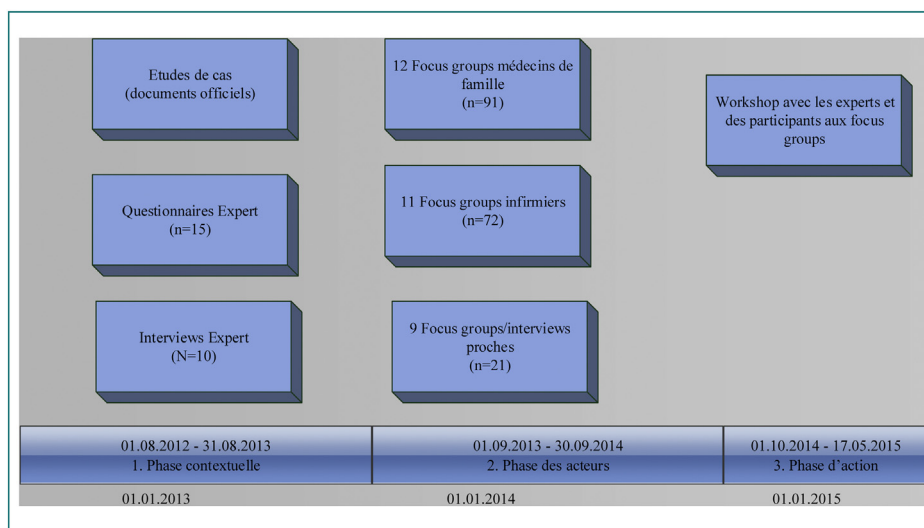 Etudes de cas
(documents officiels)
Questionnaires Expert
(n=15)
Interviews Expert
(N=10)
12 Focus groups médecins de
famille
(n=91)
11 Focus groups infirmiers
(n=72)
9 Focus groups/interviews
proches
(n=21)
Workshop avec les experts et
des participants aux focus
groups
01.08.2012 - 31.08.2013
1. Phase contextuelle
01.09.2013 - 30.09.2014
2. Phase des acteurs
01.10.2014 - 17.05.2015
3. Phase d’action
01.01.2013
01.01.2014
01.01.2015